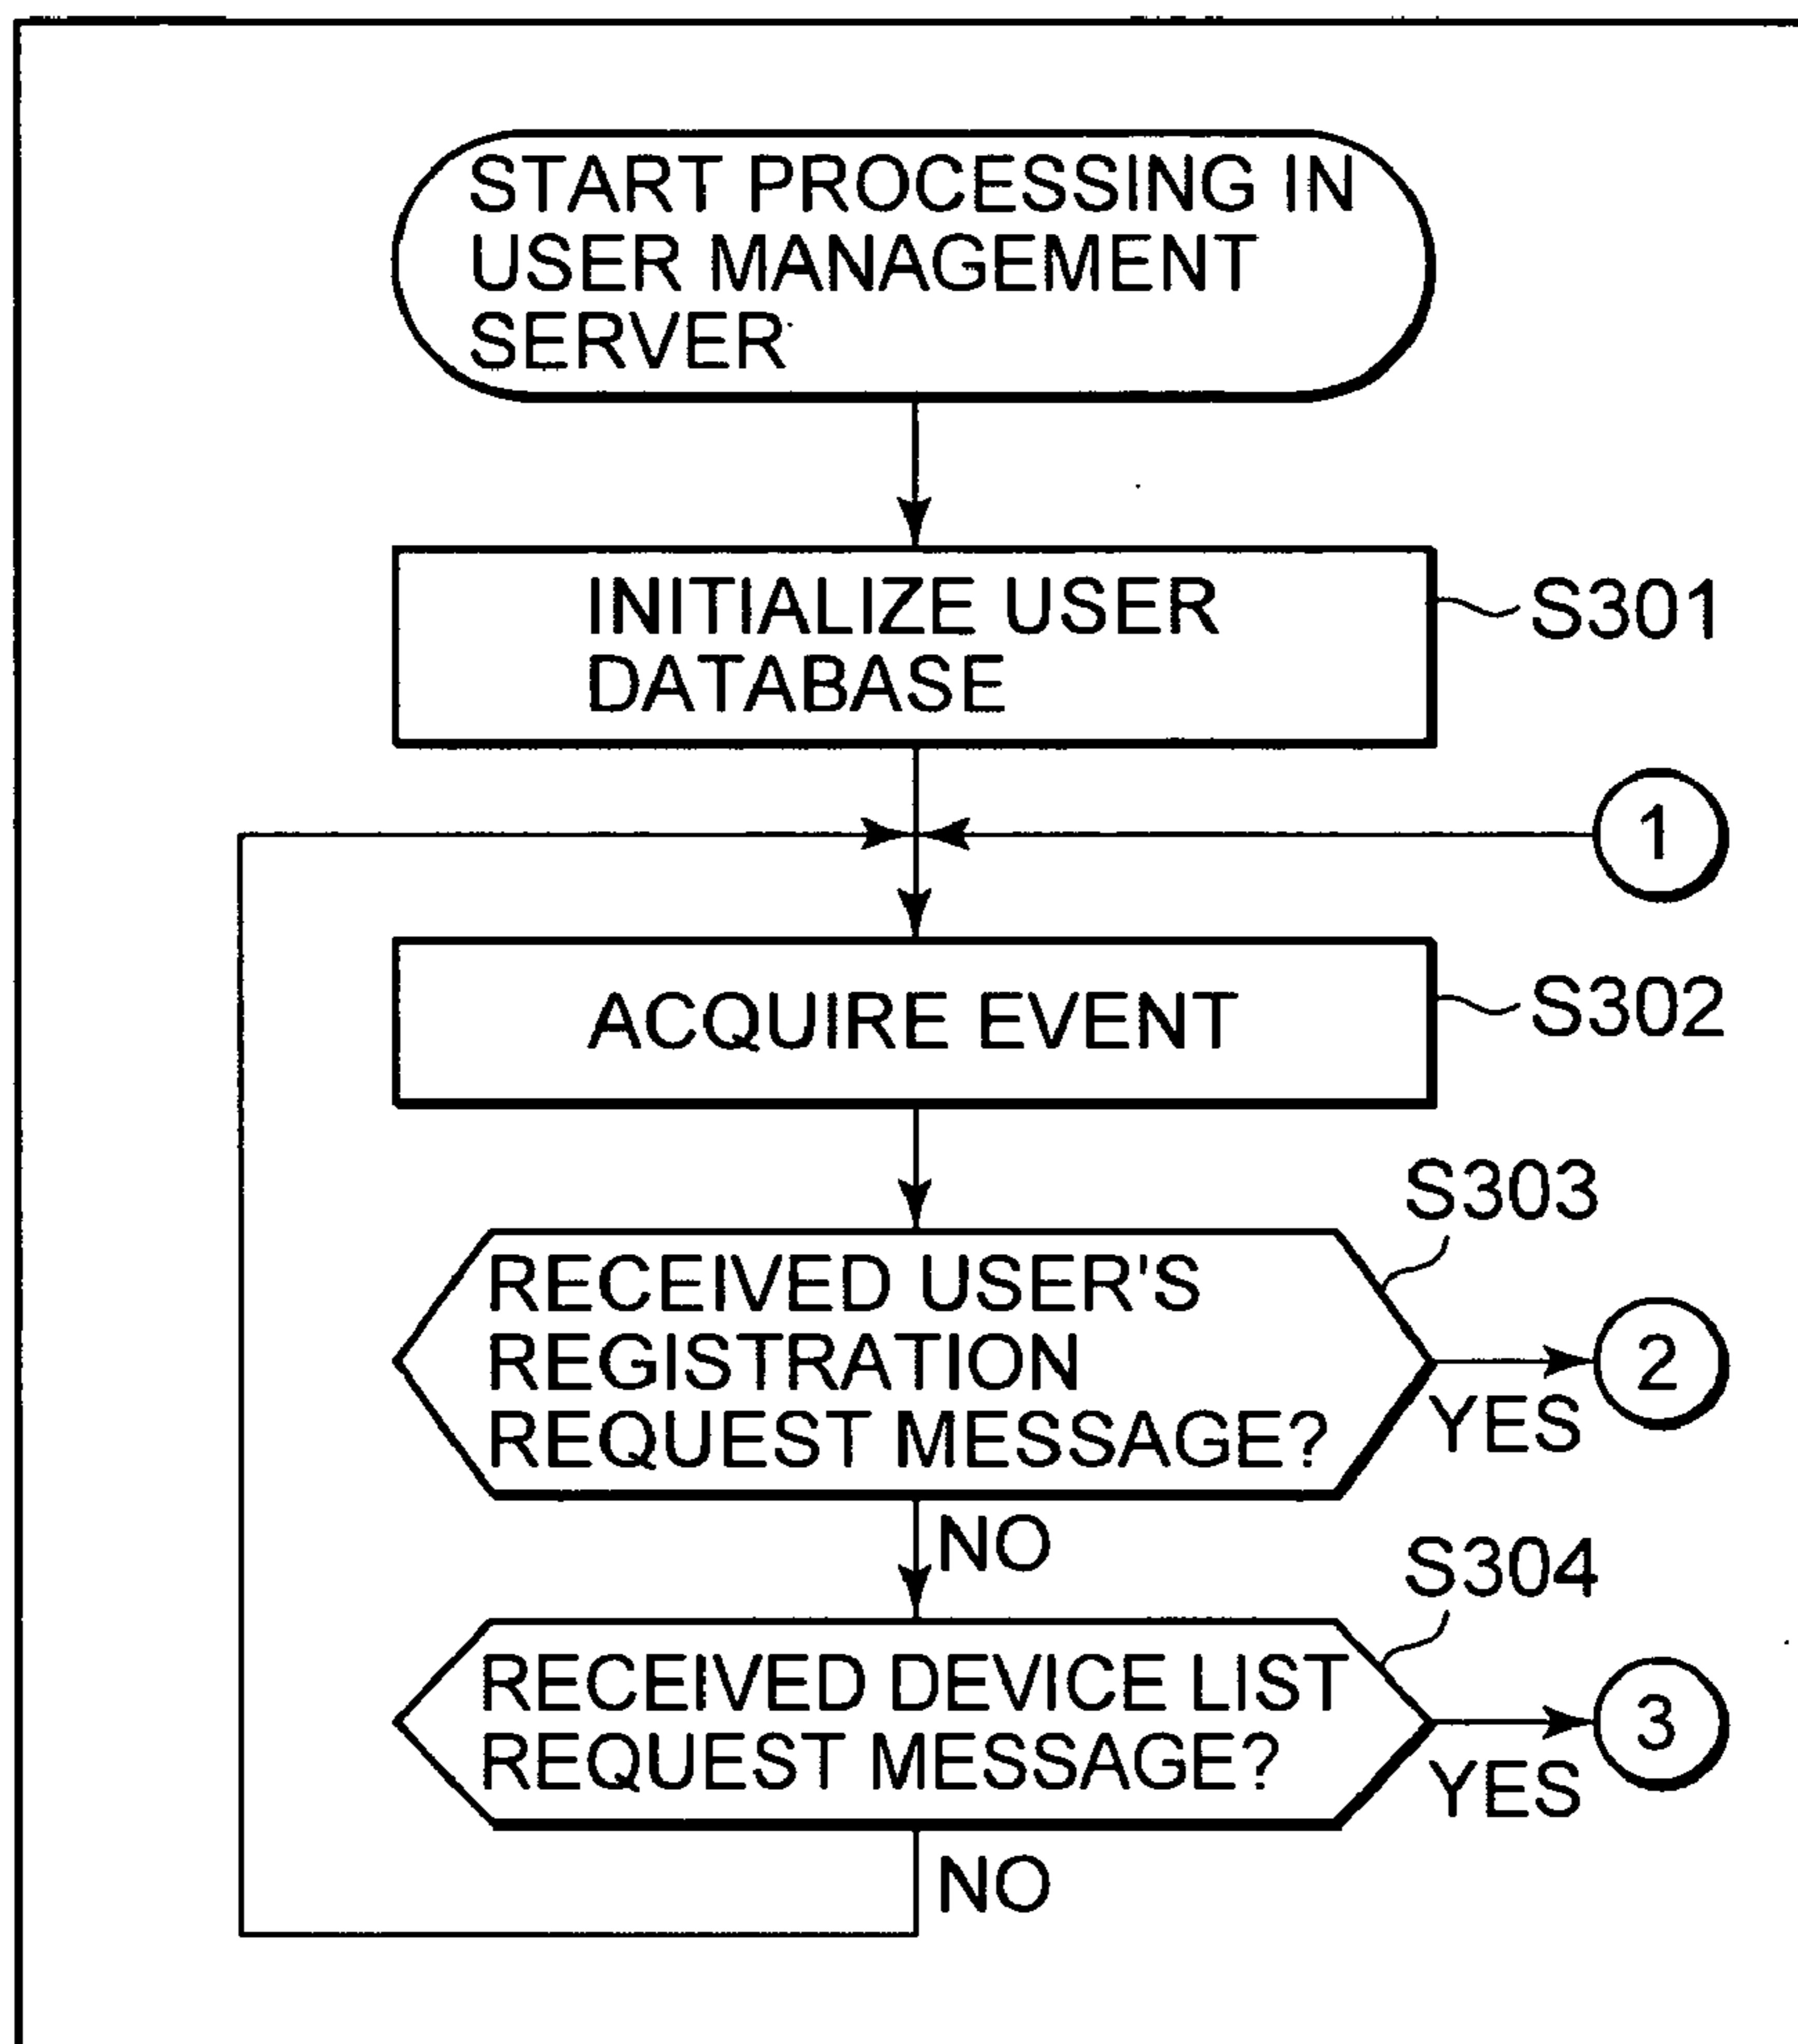 START PROCESSING IN
USER MANAGEMENT
SERVER
INITIALIZE USER
DATABASE
S301
1
ACQUIRE EVENT
S302
S303
RECEIVED USER'S
REGISTRATION
REQUEST MESSAGE?
2
YES
NO
S304
RECEIVED DEVICE LIST
REQUEST MESSAGE?
3
YES
NO